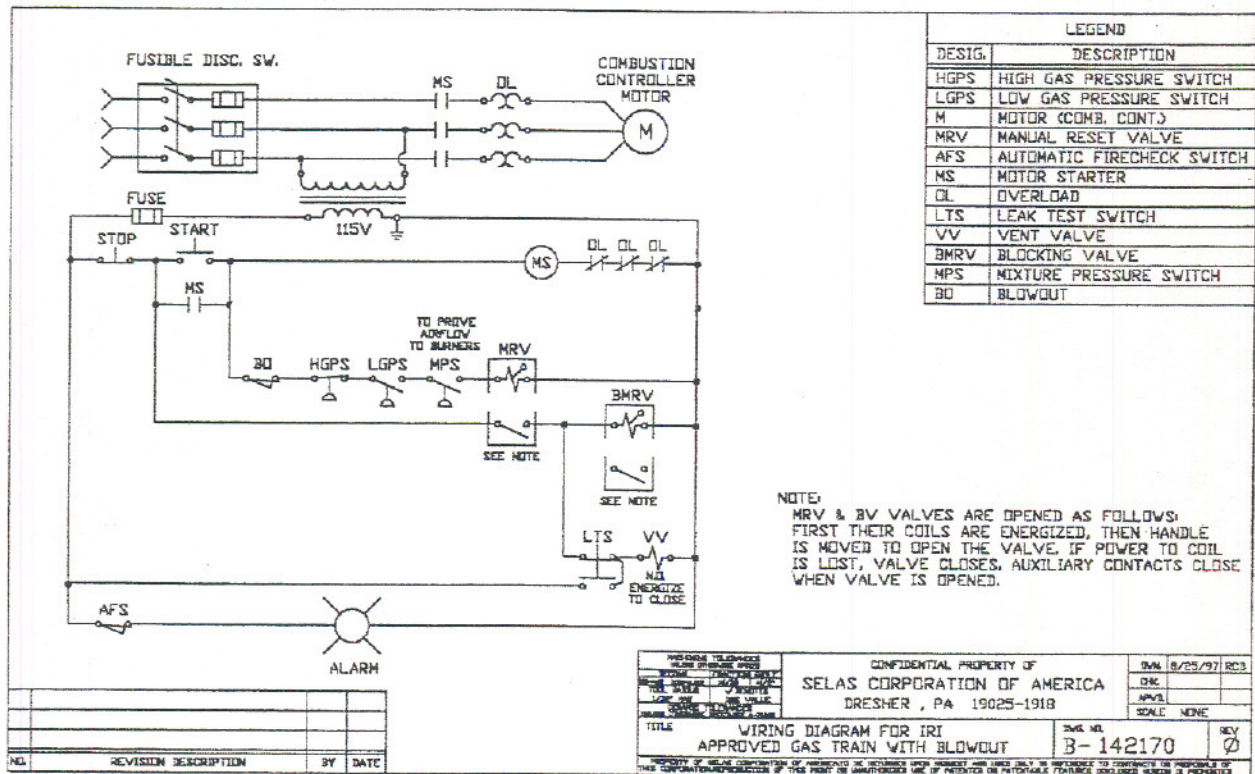 FUSIBLE DISC. SW.
MS
OL
COMBUSTION
CONTROLLER
MOTOR
M
FUSE
115V
STOP
START
MS
OL OL OL
MS
TO PROVE
AIRFLOW
TO BURNERS
BO
HGPS
LGPS
MPS
MRV
BMRV
SEE NOTE
SEE NOTE
LTS
VV
N.O.
ENERGIZE
TO CLOSE
AFS
ALARM
LEGEND
DESIG. DESCRIPTION
HGPS HIGH GAS PRESSURE SWITCH
LGPS LOW GAS PRESSURE SWITCH
M MOTOR (COMB. CONT.)
MRV MANUAL RESET VALVE
AFS AUTOMATIC FIRECHECK SWITCH
MS MOTOR STARTER
OL OVERLOAD
LTS LEAK TEST SWITCH
VV VENT VALVE
BMRV BLOCKING VALVE
MPS MIXTURE PRESSURE SWITCH
BO BLOWOUT
NOTE:
MRV & BV VALVES ARE OPENED AS FOLLOWS:
FIRST THEIR COILS ARE ENERGIZED, THEN HANDLE
IS MOVED TO OPEN THE VALVE. IF POWER TO COIL
IS LOST, VALVE CLOSES. AUXILIARY CONTACTS CLOSE
WHEN VALVE IS OPENED.
NO. REVISION DESCRIPTION BY DATE
CONFIDENTIAL PROPERTY OF
SELAS CORPORATION OF AMERICA
DRESHER , PA 19025-1918
DWN. 8/25/97 RCS
CHK.
APV'D.
SCALE NONE
TITLE WIRING DIAGRAM FOR IRI
APPROVED GAS TRAIN WITH BLOWOUT
DWG. NO.
B-142170
REV
Ø